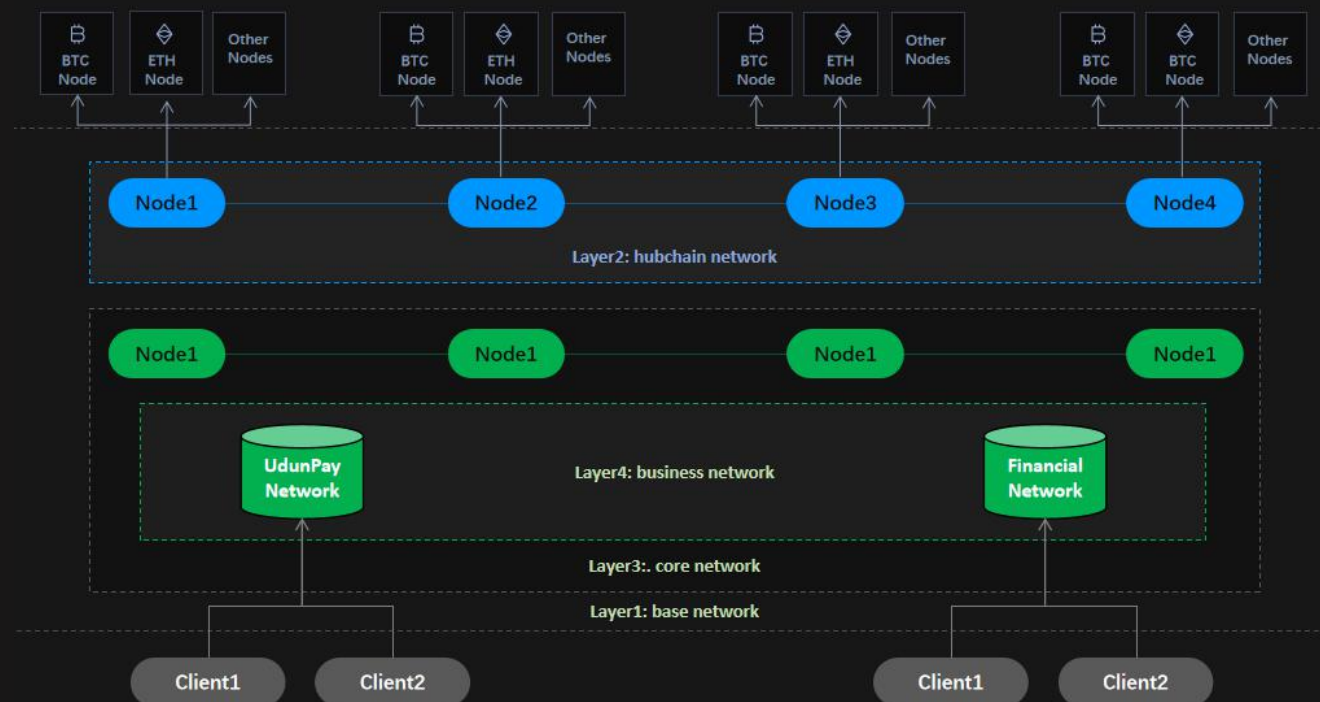 BTC
Node
ETH
Node
Other
Nodes
BTC
Node
ETH
Node
Other
Nodes
BTC
Node
ETH
Node
Other
Nodes
BTC
Node
BTC
Node
Other
Nodes
Node1
Node2
Node3
Node4
Layer2: hubchain network
Node1
Node1
Node1
Node1
UdunPay
Network
Layer4: business network
Financial
Network
Layer3:. core network
Layer1: base network
Client1
Client2
Client1
Client2